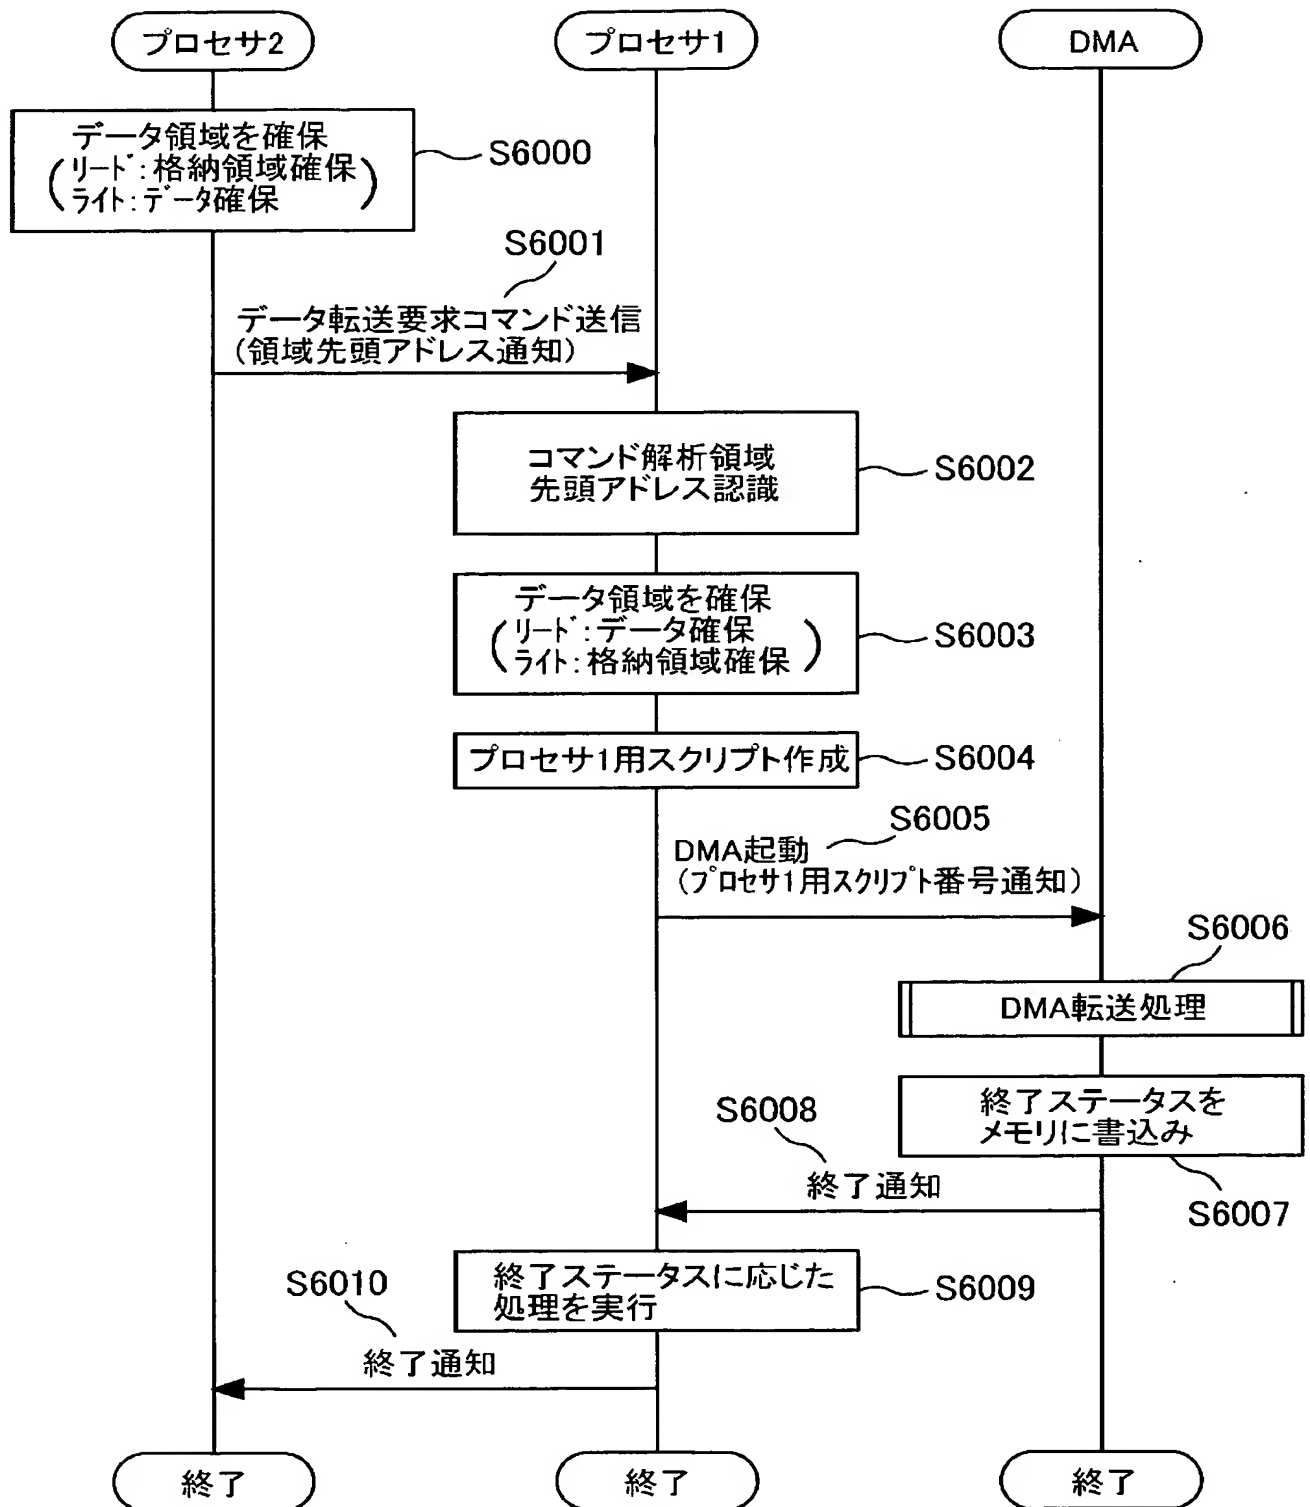 プロセサ2
プロセサ1
DMA
データ領域を確保
(リード:格納領域確保
ライト:データ確保)
S6000
S6001
データ転送要求コマンド送信
(領域先頭アドレス通知)
コマンド解析領域
先頭アドレス認識
S6002
データ領域を確保
(リード:データ確保
ライト:格納領域確保)
S6003
プロセサ1用スクリプト作成
S6004
S6005
DMA起動
(プロセサ1用スクリプト番号通知)
S6006
DMA転送処理
終了ステータスを
メモリに書込み
S6007
S6008
終了通知
終了ステータスに応じた
処理を実行
S6009
S6010
終了通知
終了
終了
終了